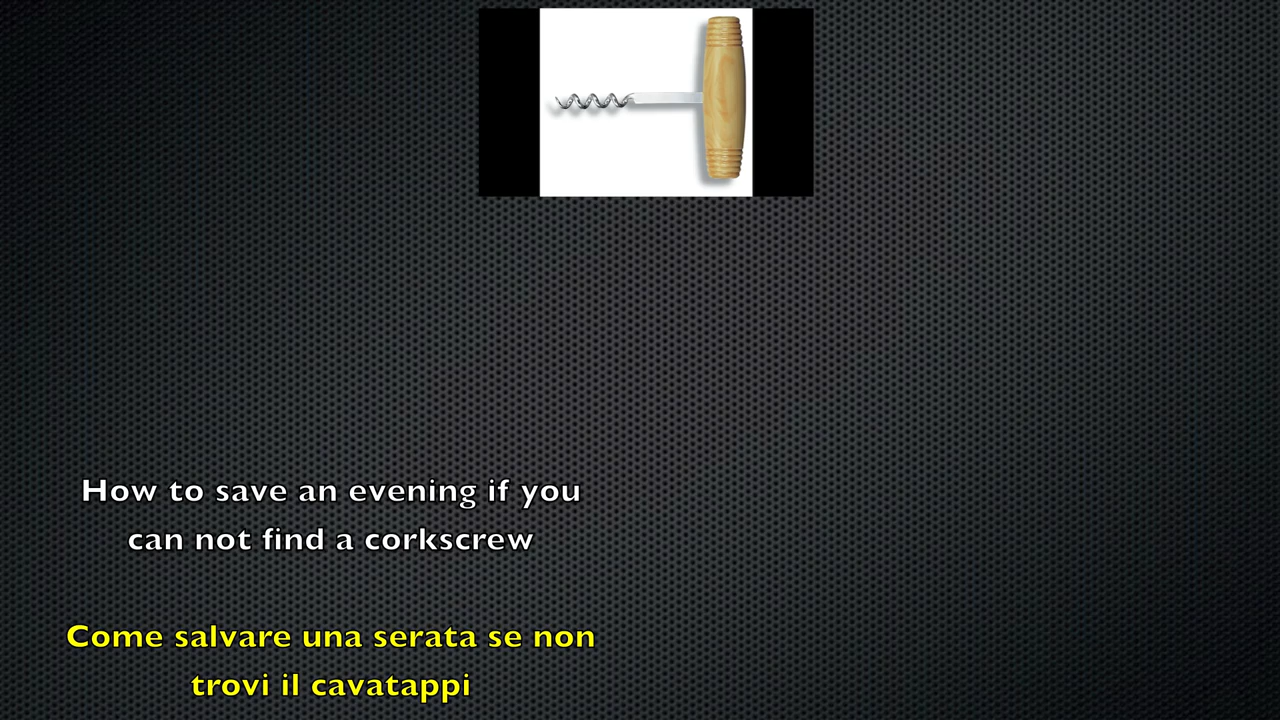 How to save an evening if you
can not find a corkscrew
Come salvare una serata se non
trovi il cavatappi